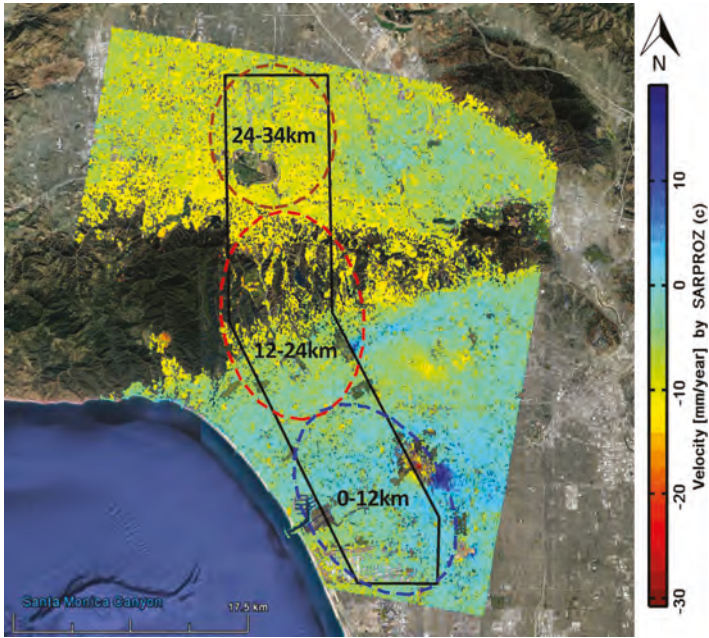 24-34km
12-24km
0-12km
Santa Monica Canyon
17.5 km
N
10
0
-10
-20
-30
Velocity [mm/year] by SARPROZ (c)